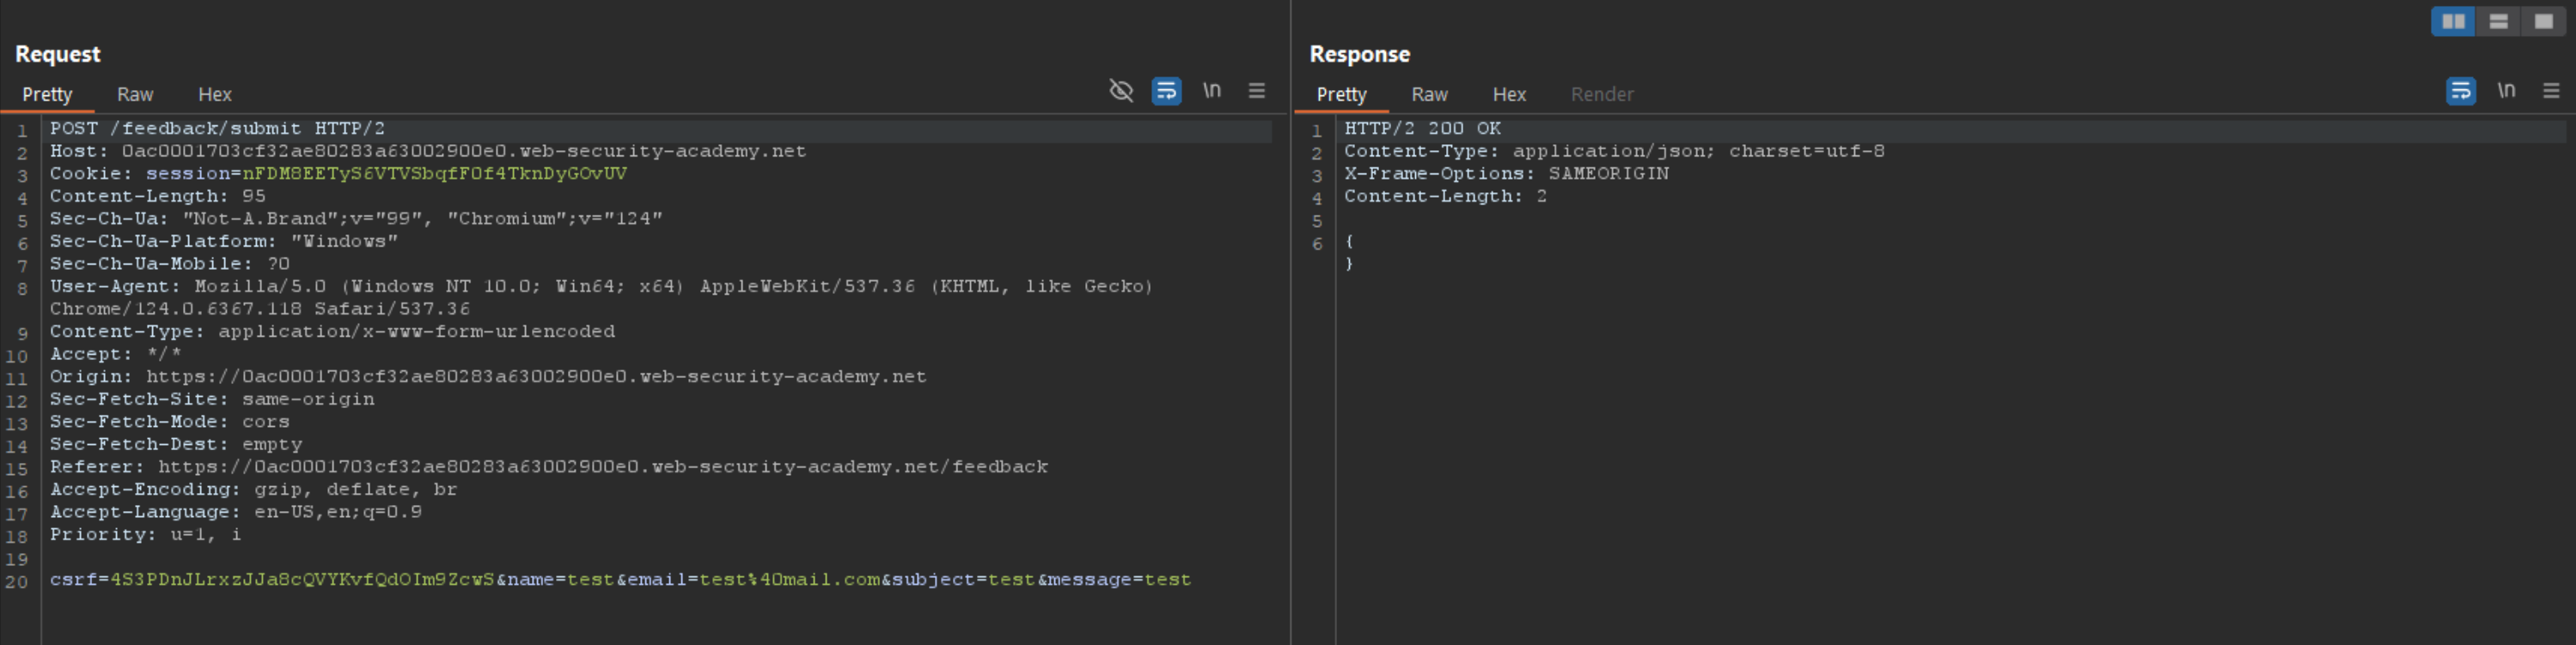 Request
Pretty Raw Hex \n
1 POST /feedback/submit HTTP/2
2 Host: 0ac0001703cf32ae80283a63002900e0.web-security-academy.net
3 Cookie: session=nFDM8EETyS6VTVSbqfF0f4TknDyGOvUV
4 Content-Length: 95
5 Sec-Ch-Ua: "Not-A.Brand";v="99", "Chromium";v="124"
6 Sec-Ch-Ua-Platform: "Windows"
7 Sec-Ch-Ua-Mobile: ?0
8 User-Agent: Mozilla/5.0 (Windows NT 10.0; Win64; x64) AppleWebKit/537.36 (KHTML, like Gecko)
Chrome/124.0.6367.118 Safari/537.36
9 Content-Type: application/x-www-form-urlencoded
10 Accept: */*
11 Origin: https://0ac0001703cf32ae80283a63002900e0.web-security-academy.net
12 Sec-Fetch-Site: same-origin
13 Sec-Fetch-Mode: cors
14 Sec-Fetch-Dest: empty
15 Referer: https://0ac0001703cf32ae80283a63002900e0.web-security-academy.net/feedback
16 Accept-Encoding: gzip, deflate, br
17 Accept-Language: en-US,en;q=0.9
18 Priority: u=1, i
19
20 csrf=4S3PDnJLrxzJJa8cQVYKvfQdOIm9ZcwS&name=test&email=test%40mail.com&subject=test&message=test
Response
Pretty Raw Hex Render \n
1 HTTP/2 200 OK
2 Content-Type: application/json; charset=utf-8
3 X-Frame-Options: SAMEORIGIN
4 Content-Length: 2
5
6 {
}